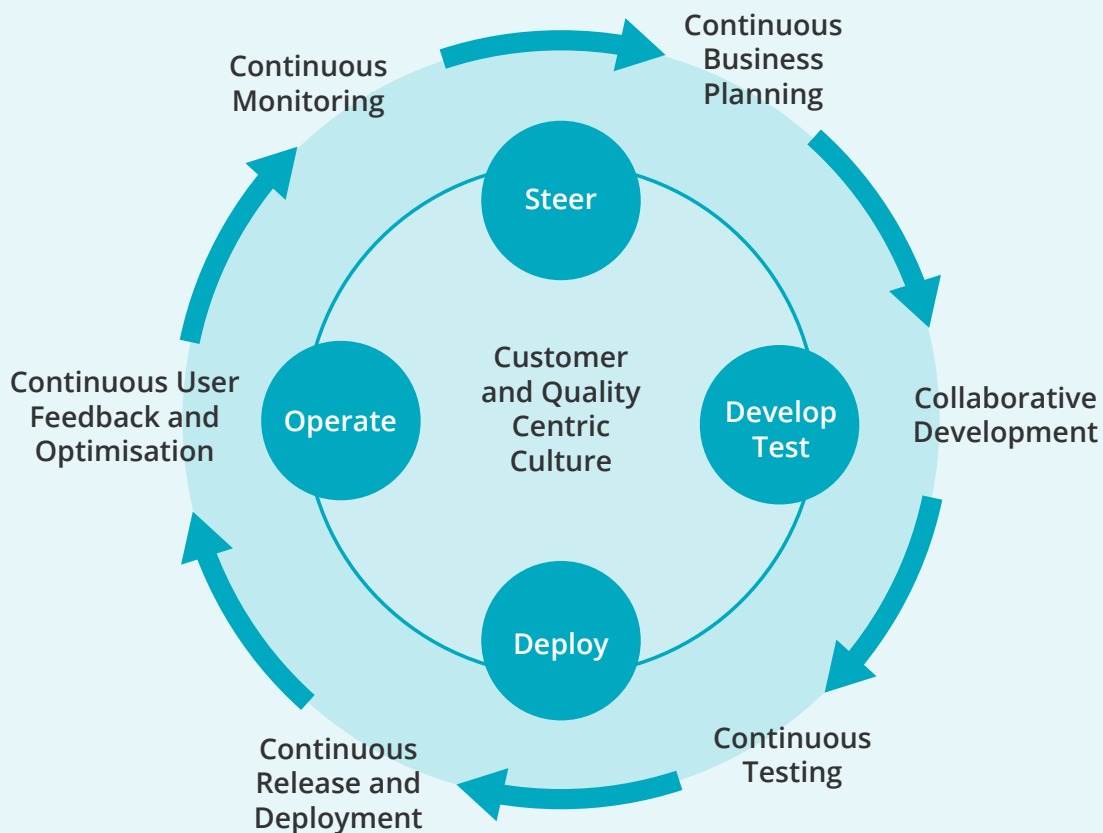 Continuous
Business
Planning
Continuous
Monitoring
Steer
Customer
and Quality
Centric
Culture
Continuous User
Feedback and
Optimisation
Operate
Develop
Test
Collaborative
Development
Deploy
Continuous
Testing
Continuous
Release and
Deployment